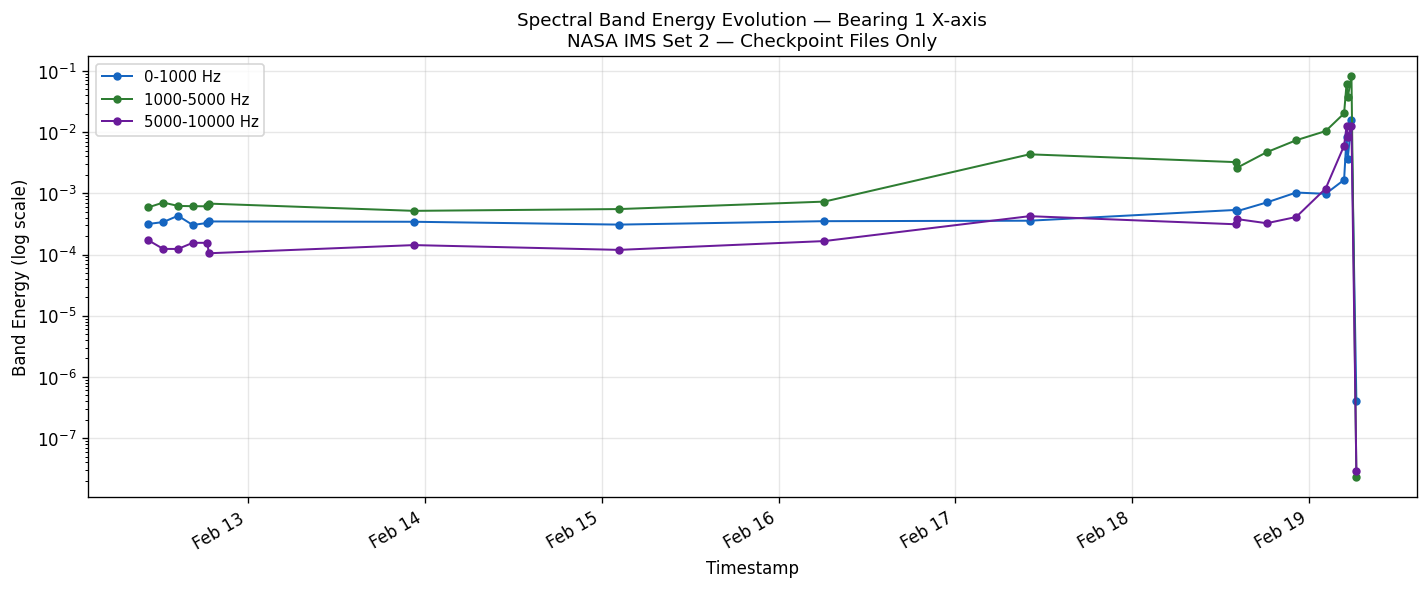 Spectral Band Energy Evolution — Bearing 1 X-axis
NASA IMS Set 2 — Checkpoint Files Only
0-1000 Hz
1000-5000 Hz
5000-10000 Hz
Band Energy (log scale)
10⁻¹
10⁻²
10⁻³
10⁻⁴
10⁻⁵
10⁻⁶
10⁻⁷
Feb 13
Feb 14
Feb 15
Feb 16
Feb 17
Feb 18
Feb 19
Timestamp